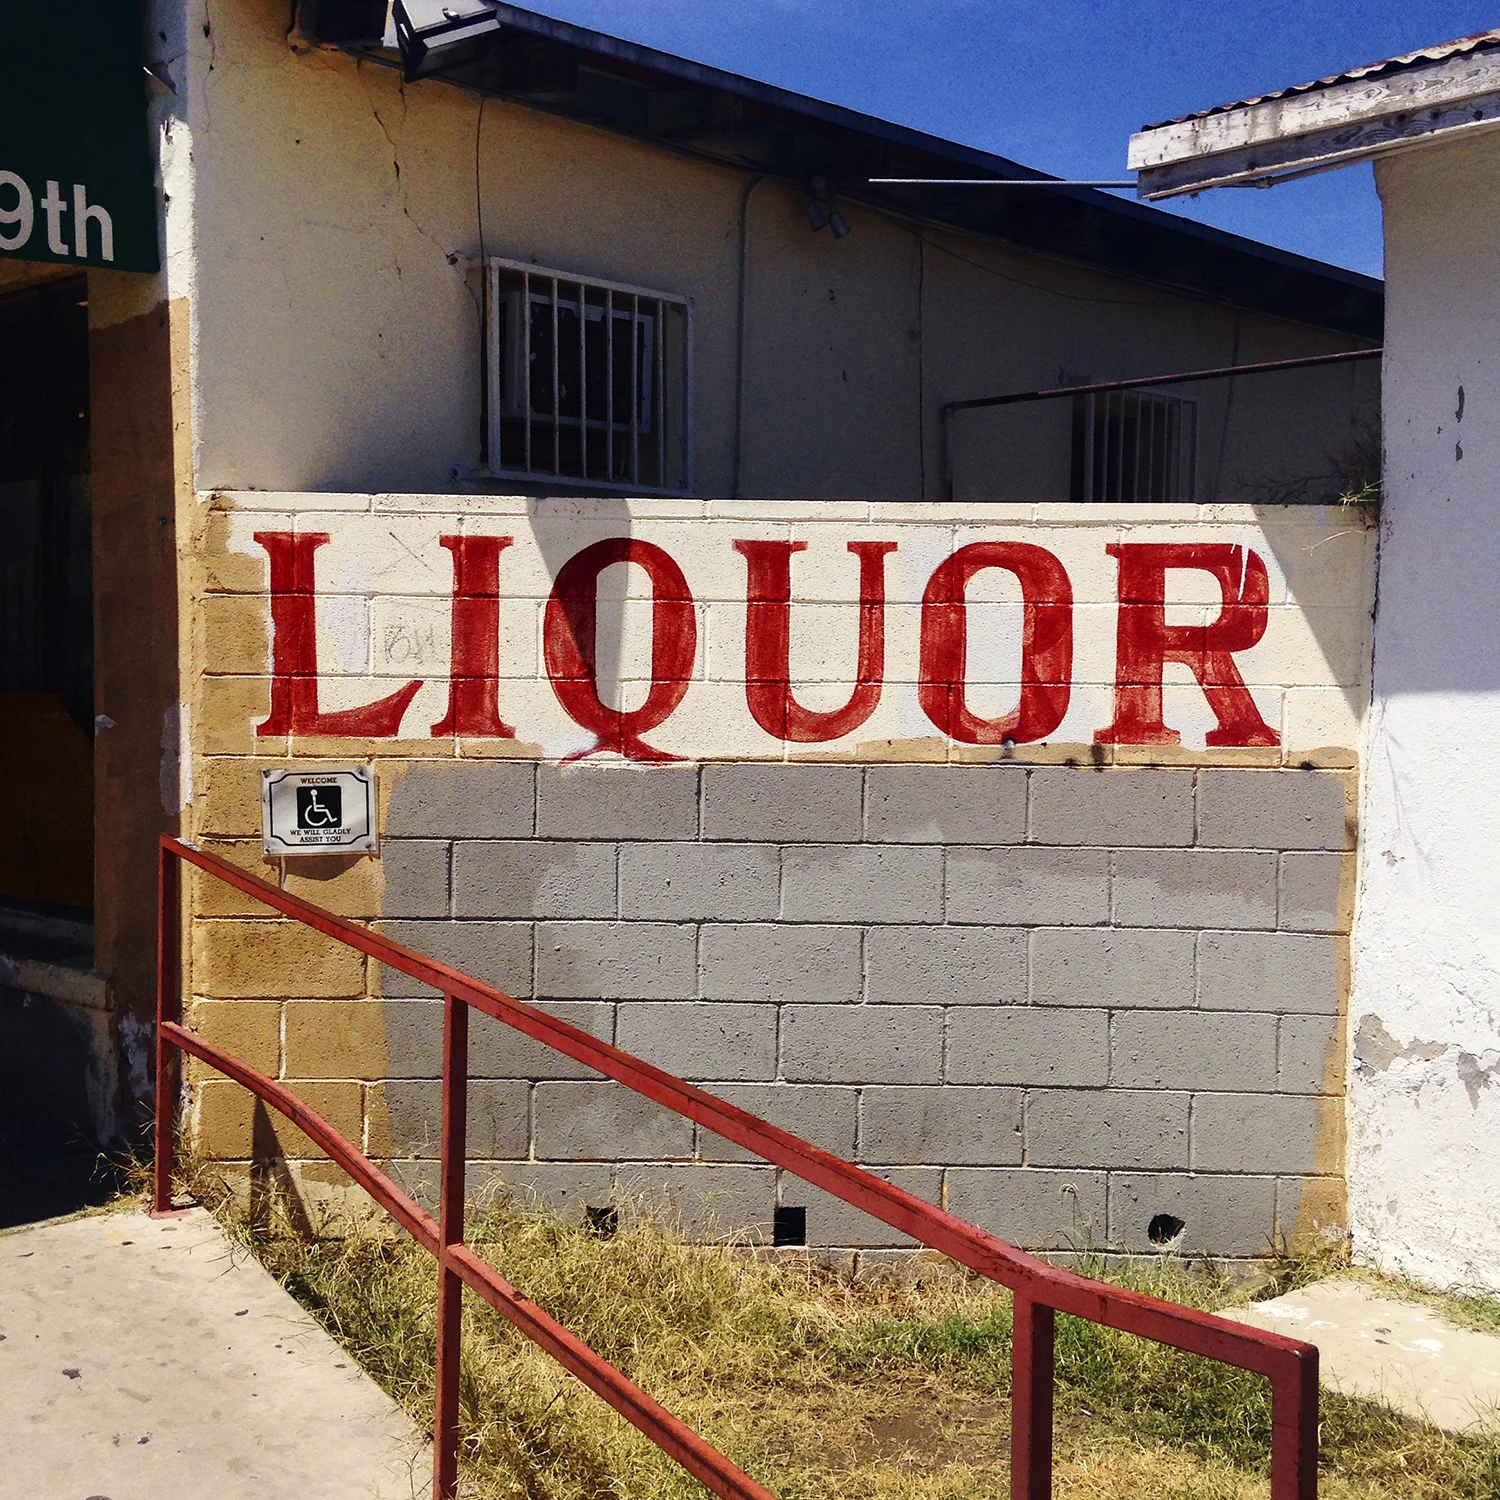 9th
LIQUOR
WELCOME
WE WILL GLADLY
ASSIST YOU